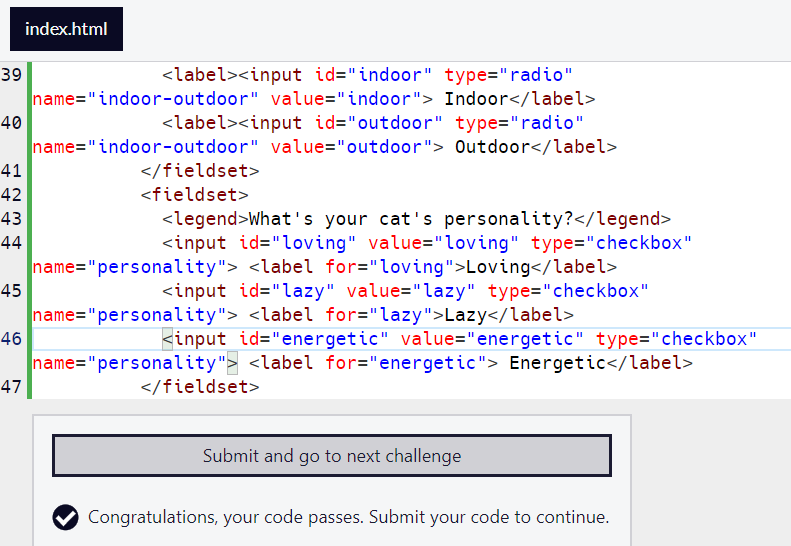 index.html
39 <label><input id="indoor" type="radio"
name="indoor-outdoor" value="indoor"> Indoor</label>
40 <label><input id="outdoor" type="radio"
name="indoor-outdoor" value="outdoor"> Outdoor</label>
41 </fieldset>
42 <fieldset>
43 <legend>What's your cat's personality?</legend>
44 <input id="loving" value="loving" type="checkbox"
name="personality"> <label for="loving">Loving</label>
45 <input id="lazy" value="lazy" type="checkbox"
name="personality"> <label for="lazy">Lazy</label>
46 <input id="energetic" value="energetic" type="checkbox"
name="personality"> <label for="energetic"> Energetic</label>
47 </fieldset>
Submit and go to next challenge
Congratulations, your code passes. Submit your code to continue.